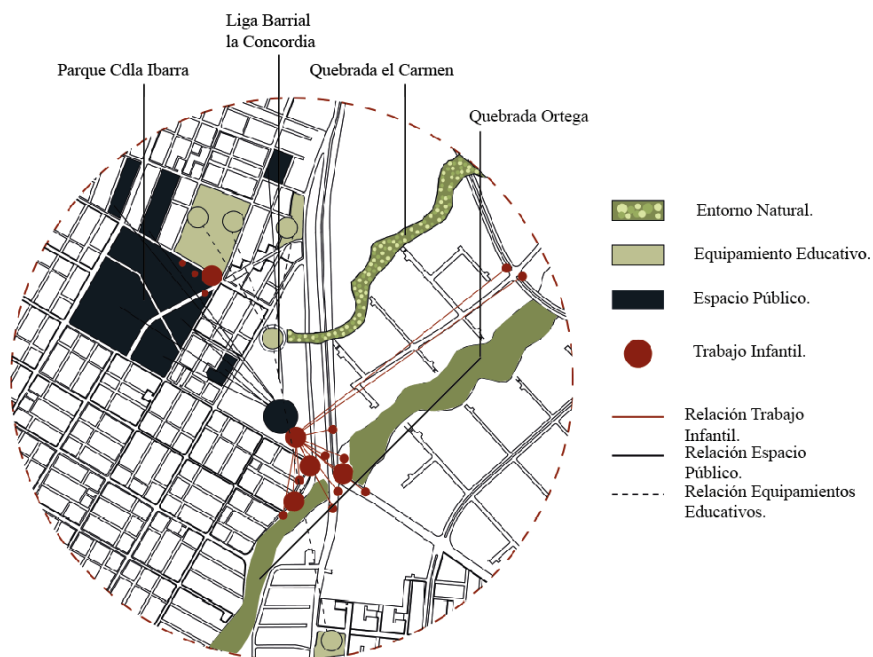 Liga Barrial
la Concordia
Parque Cdla Ibarra
Quebrada el Carmen
Quebrada Ortega
Entorno Natural.
Equipamiento Educativo.
Espacio Público.
Trabajo Infantil.
Relación Trabajo
Infantil.
Relación Espacio
Público.
Relación Equipamientos
Educativos.